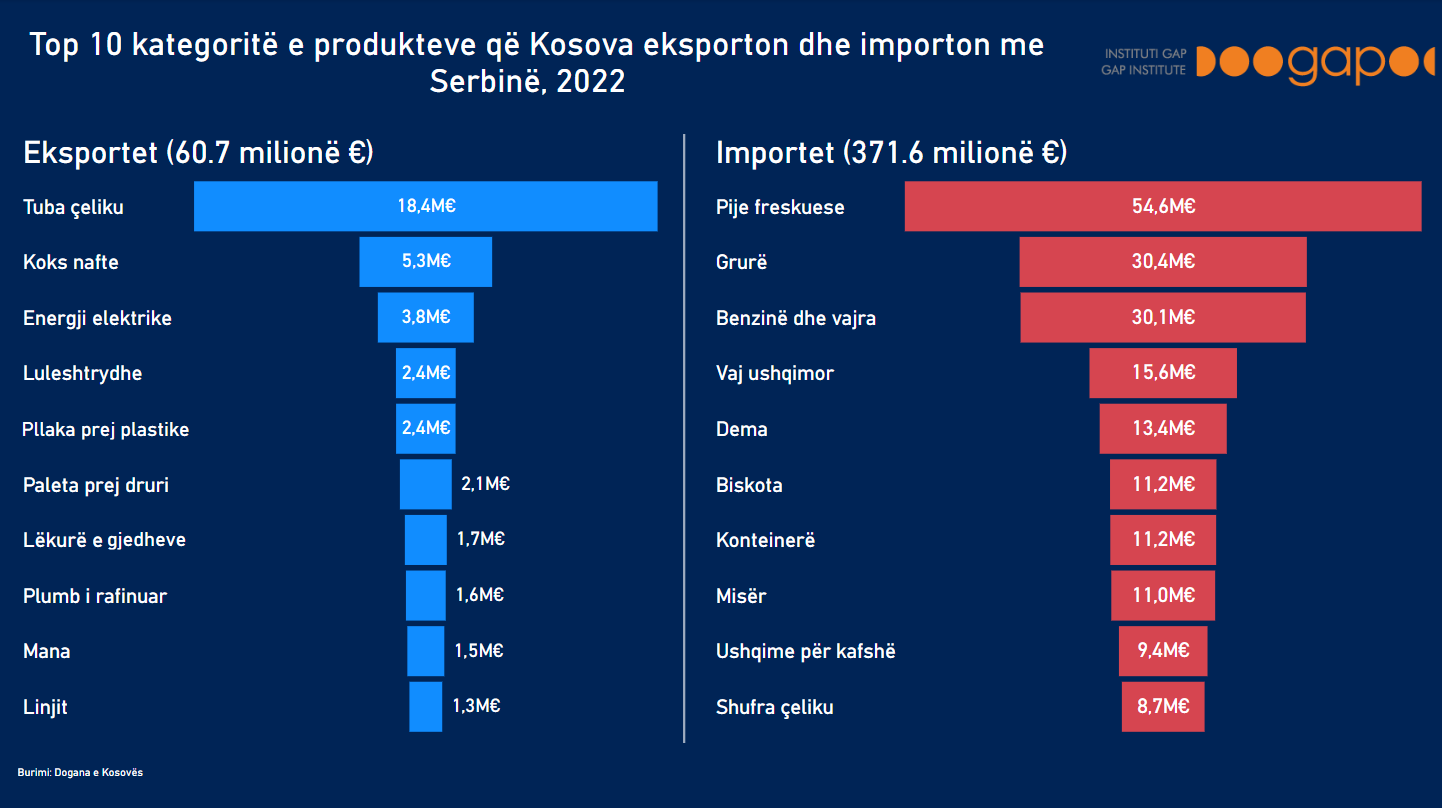 Top 10 kategoritë e produkteve që Kosova eksporton dhe importon me
Serbinë, 2022
INSTITUTI GAP
GAP INSTITUTE
gap
Eksportet (60.7 milionë €)
Tuba çeliku 18,4M€
Koks nafte 5,3M€
Energji elektrike 3,8M€
Luleshtrydhe 2,4M€
Pllaka prej plastike 2,4M€
Paleta prej druri 2,1M€
Lëkurë e gjedheve 1,7M€
Plumb i rafinuar 1,6M€
Mana 1,5M€
Linjit 1,3M€
Importet (371.6 milionë €)
Pije freskuese 54,6M€
Grurë 30,4M€
Benzinë dhe vajra 30,1M€
Vaj ushqimor 15,6M€
Dema 13,4M€
Biskota 11,2M€
Konteinerë 11,2M€
Misër 11,0M€
Ushqime për kafshë 9,4M€
Shufra çeliku 8,7M€
Burimi: Dogana e Kosovës